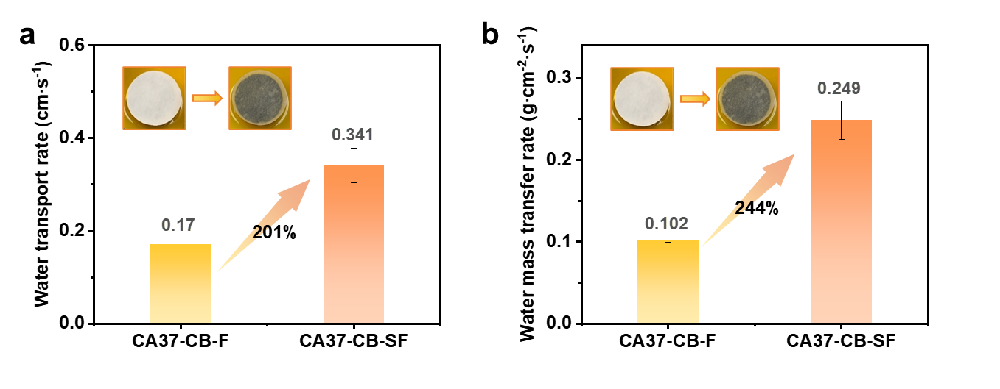 a
Water transport rate (cm·s⁻¹)
0.6
0.4
0.2
0.0
0.17
0.341
201%
CA37-CB-F
CA37-CB-SF
b
Water mass transfer rate (g·cm⁻²·s⁻¹)
0.3
0.2
0.1
0.0
0.102
0.249
244%
CA37-CB-F
CA37-CB-SF